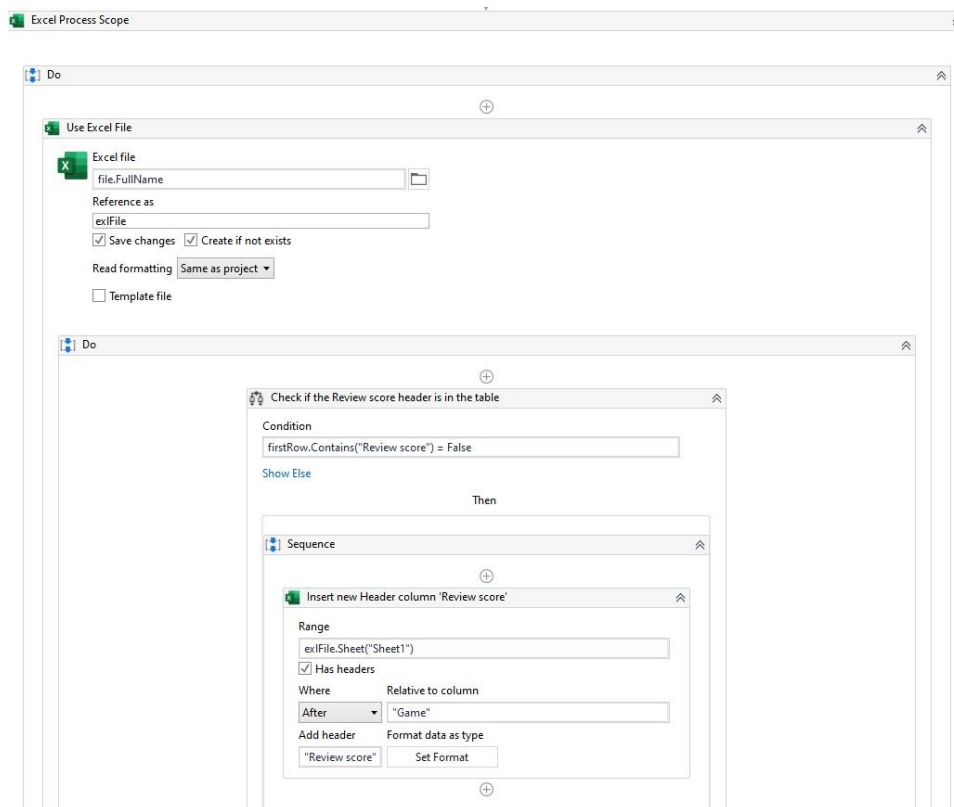 Excel Process Scope
Do
Use Excel File
Excel file
file.FullName
Reference as
exlFile
Save changes Create if not exists
Read formatting Same as project
Template file
Do
Check if the Review score header is in the table
Condition
firstRow.Contains("Review score") = False
Show Else
Then
Sequence
Insert new Header column 'Review score'
Range
exlFile.Sheet("Sheet1")
Has headers
Where Relative to column
After "Game"
Add header Format data as type
"Review score" Set Format